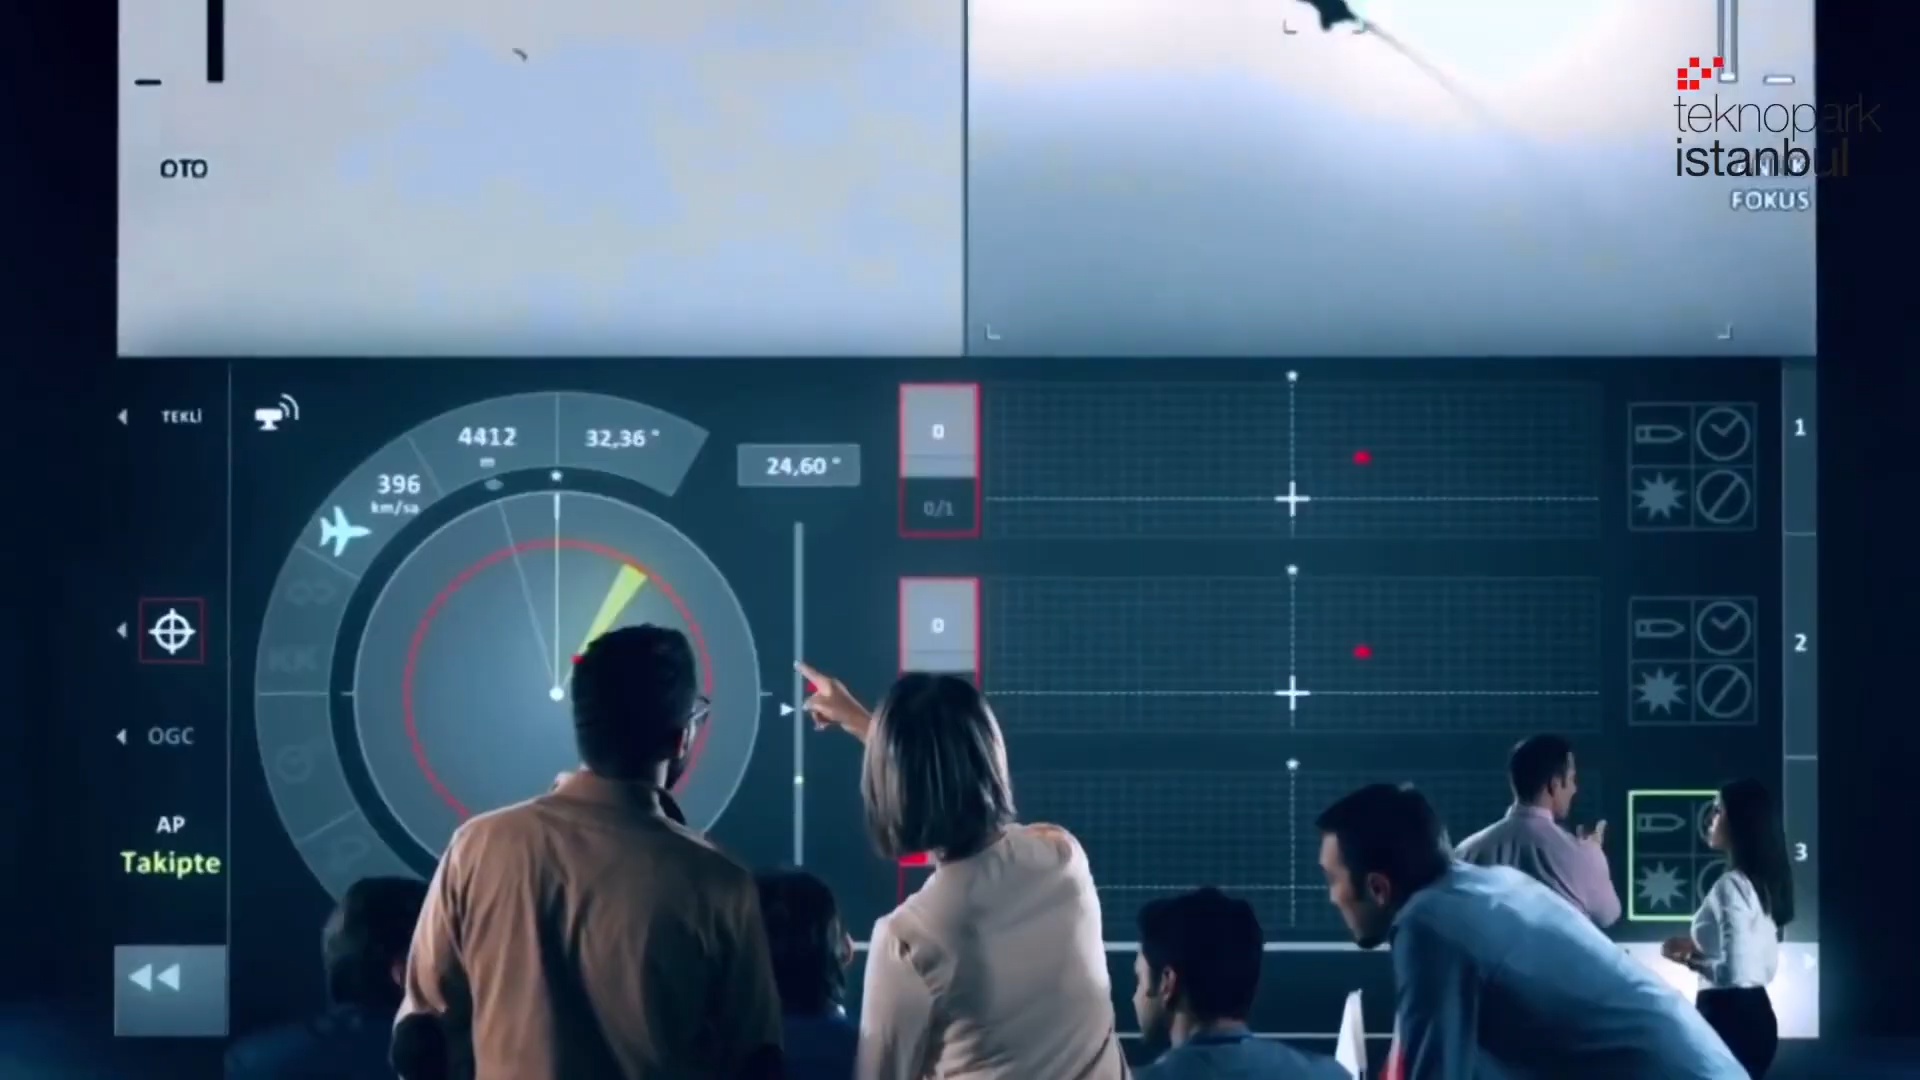 teknopark
istanbul
OTO
FOKUS
TEKLİ
4412
m
32,36°
24,60°
396
km/sa
0
0/1
1
0
2
OGC
AP
Takipte
3